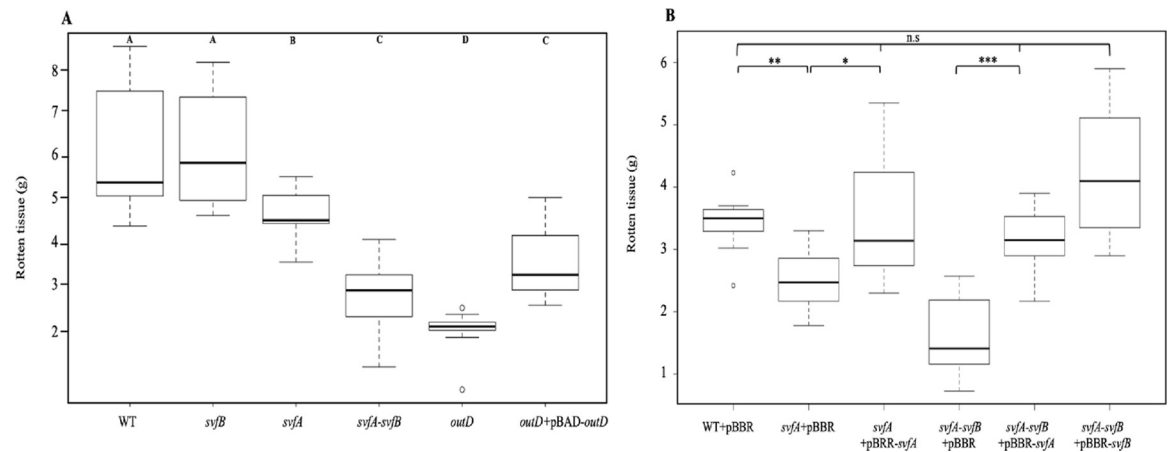 A
A A B C D C
8
7
6
5
4
3
2
Rotten tissue (g)
WT svfB svfA svfA-svfB outD outD+pBAD-outD
B
n.s
** * ***
6
5
4
3
2
1
Rotten tissue (g)
WT+pBBR svfA+pBBR svfA svfA-svfB svfA-svfB svfA-svfB
+pBRR-svfA +pBBR +pBBR-svfA +pBBR-svfB